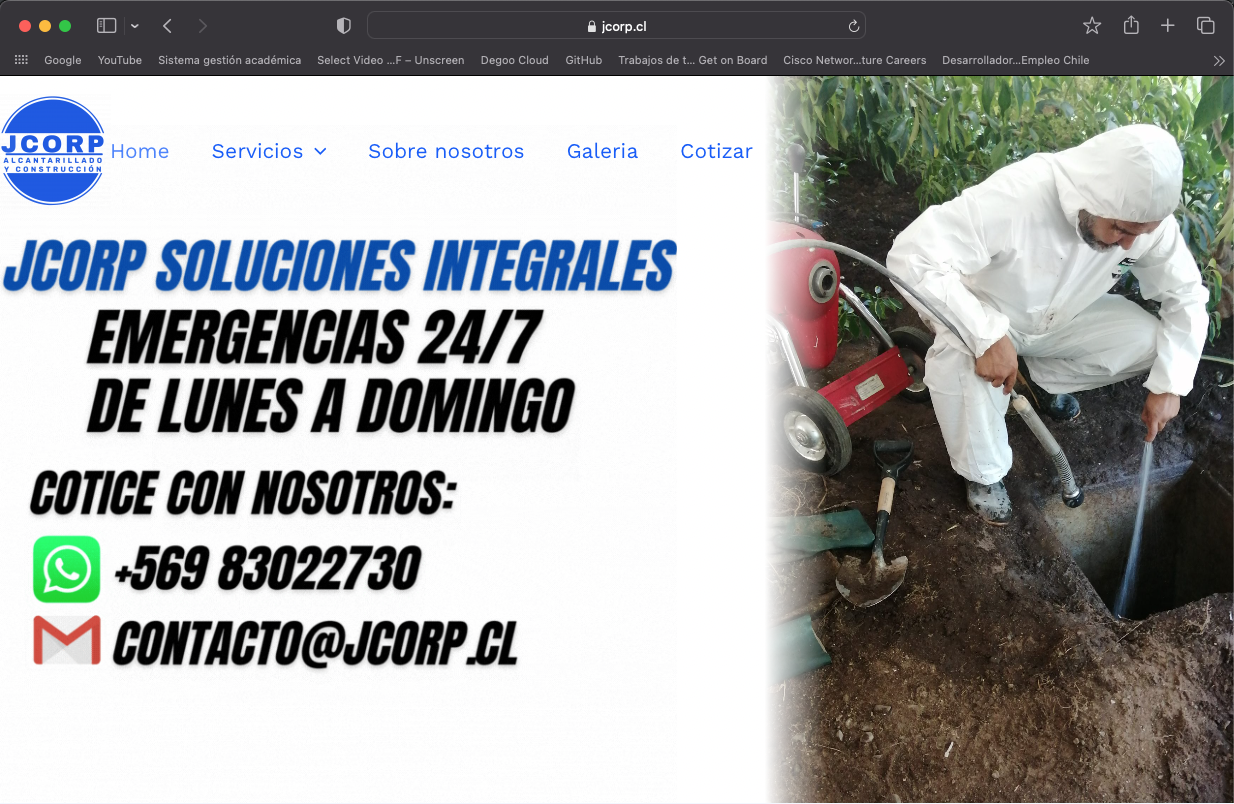 jcorp.cl
Google YouTube Sistema gestión académica Select Video ...F – Unscreen Degoo Cloud GitHub Trabajos de t... Get on Board Cisco Networ...ture Careers Desarrollador...Empleo Chile
JCORP
ALCANTARILLADO
Y CONSTRUCCIÓN
Home Servicios Sobre nosotros Galeria Cotizar
JCORP SOLUCIONES INTEGRALES
EMERGENCIAS 24/7
DE LUNES A DOMINGO
COTICE CON NOSOTROS:
+569 83022730
CONTACTO@JCORP.CL